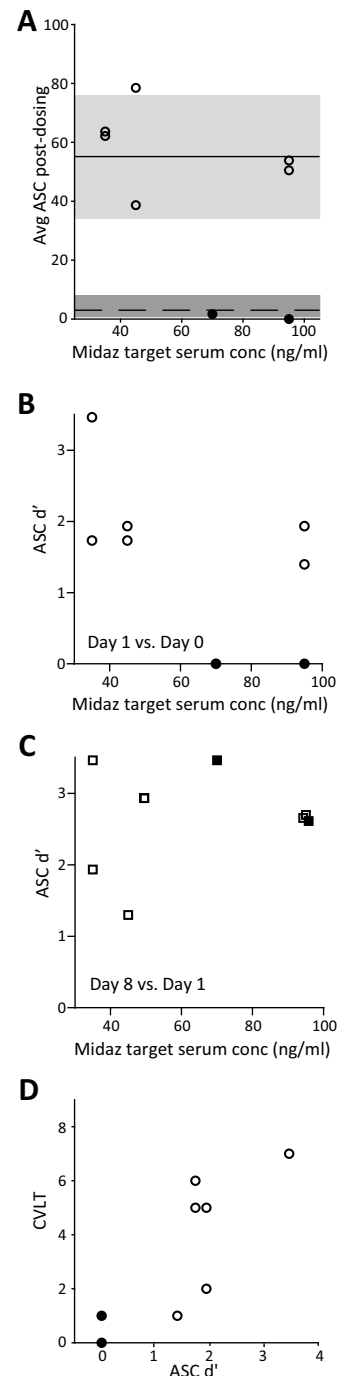 A
100
80
60
40
20
0
Avg ASC post-dosing
40 60 80 100
Midaz target serum conc (ng/ml)
B
3
2
1
0
ASC d’
Day 1 vs. Day 0
40 60 80 100
Midaz target serum conc (ng/ml)
C
3
2
1
0
ASC d’
Day 8 vs. Day 1
40 60 80 100
Midaz target serum conc (ng/ml)
D
8
6
4
2
0
CVLT
0 1 2 3 4
ASC d'